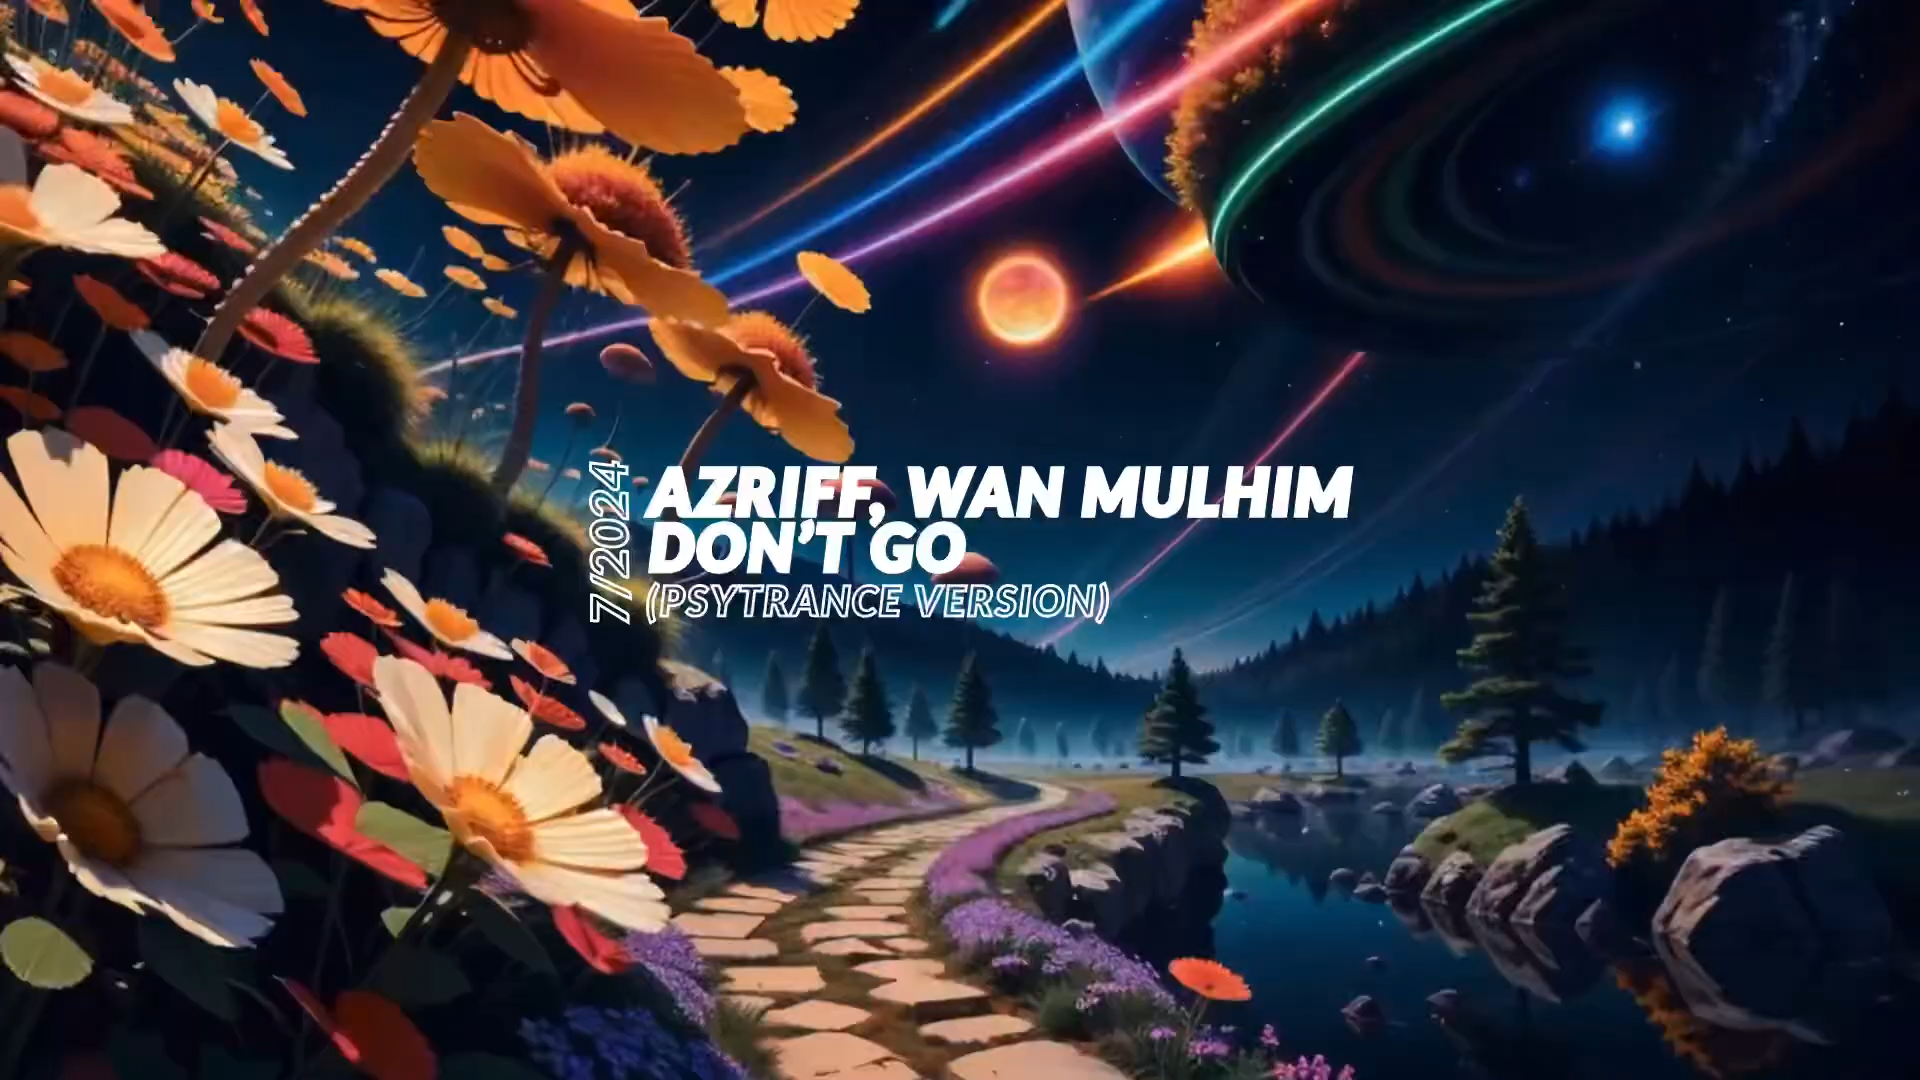 7/2024
AZRIFF, WAN MULHIM
DON'T GO
(PSYTRANCE VERSION)